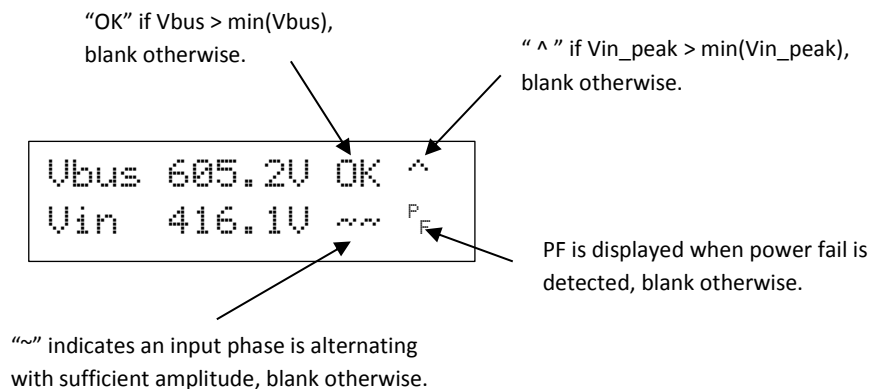 “OK” if Vbus > min(Vbus),
blank otherwise.
“ ^ ” if Vin_peak > min(Vin_peak),
blank otherwise.
Vbus 605.2V OK ^
Vin 416.1V ~~ PF
PF is displayed when power fail is
detected, blank otherwise.
“~” indicates an input phase is alternating
with sufficient amplitude, blank otherwise.